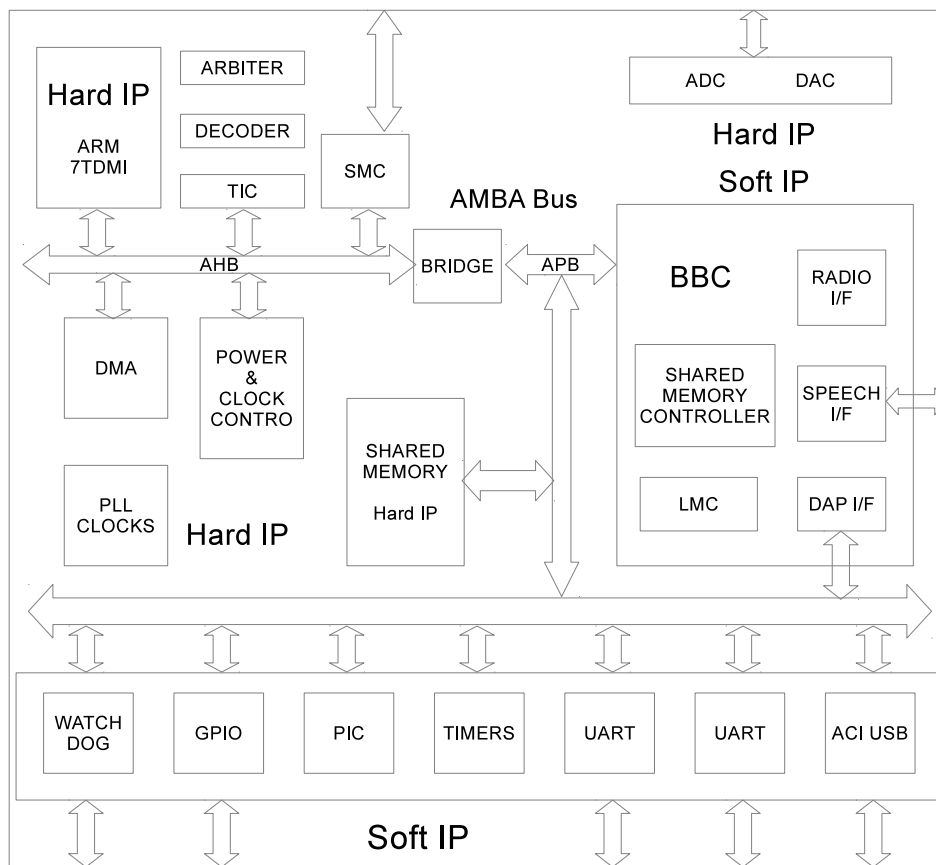 Hard IP
ARM
7TDMI
ARBITER
DECODER
TIC
SMC
ADC DAC
Hard IP
Soft IP
AMBA Bus
AHB
BRIDGE
APB
BBC
RADIO
I/F
SHARED
MEMORY
CONTROLLER
SPEECH
I/F
LMC
DAP I/F
DMA
POWER
&
CLOCK
CONTRO
SHARED
MEMORY
Hard IP
PLL
CLOCKS
Hard IP
WATCH
DOG
GPIO
PIC
TIMERS
UART
UART
ACI USB
Soft IP